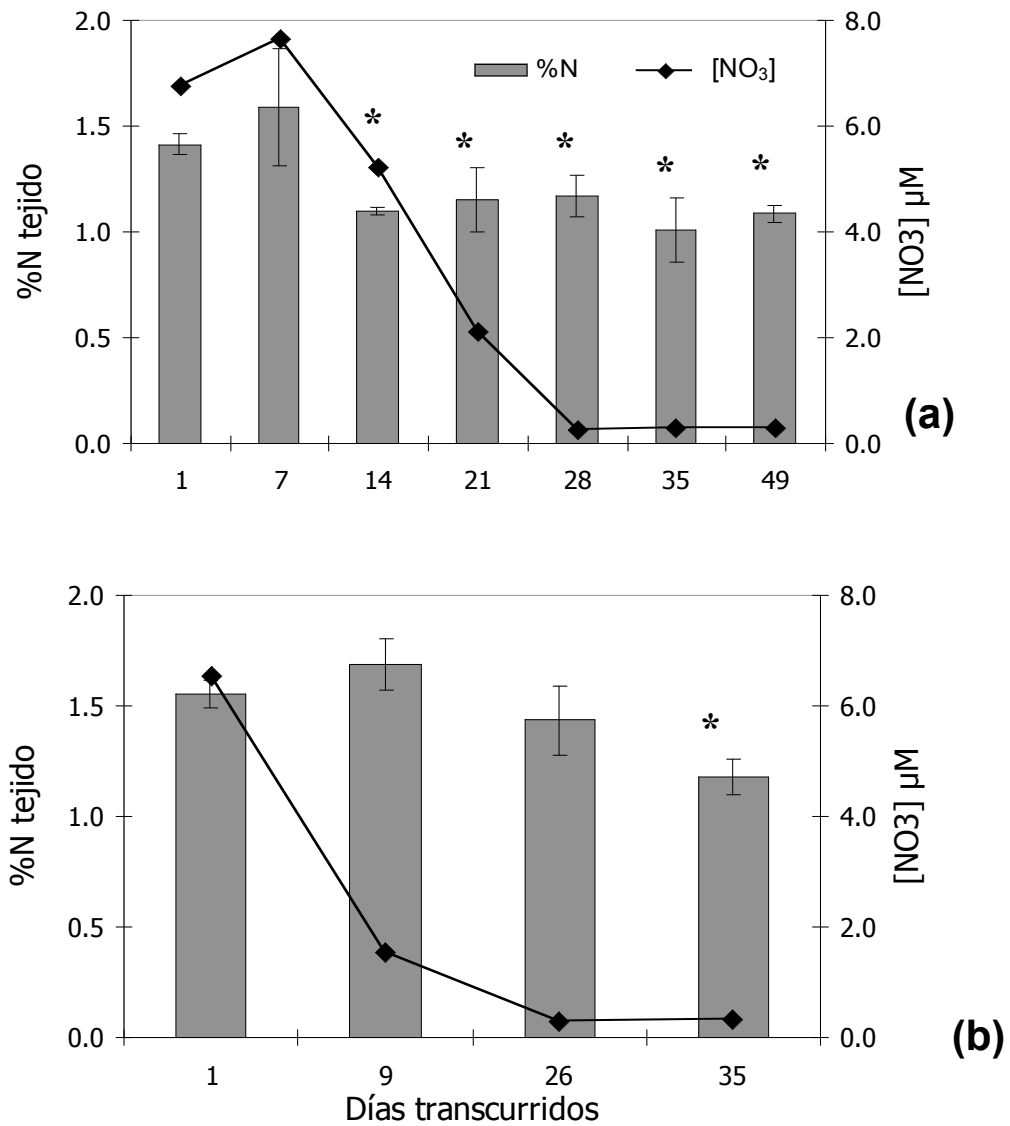 2.0 8.0
%N [NO₃]
* * * * *
1.5 6.0
1.0 4.0
0.5 2.0
0.0 0.0
%N tejido
[NO3] µM
(a)
1 7 14 21 28 35 49
2.0 8.0
1.5 6.0
*
1.0 4.0
0.5 2.0
0.0 0.0
%N tejido
[NO3] µM
(b)
1 9 26 35
Días transcurridos